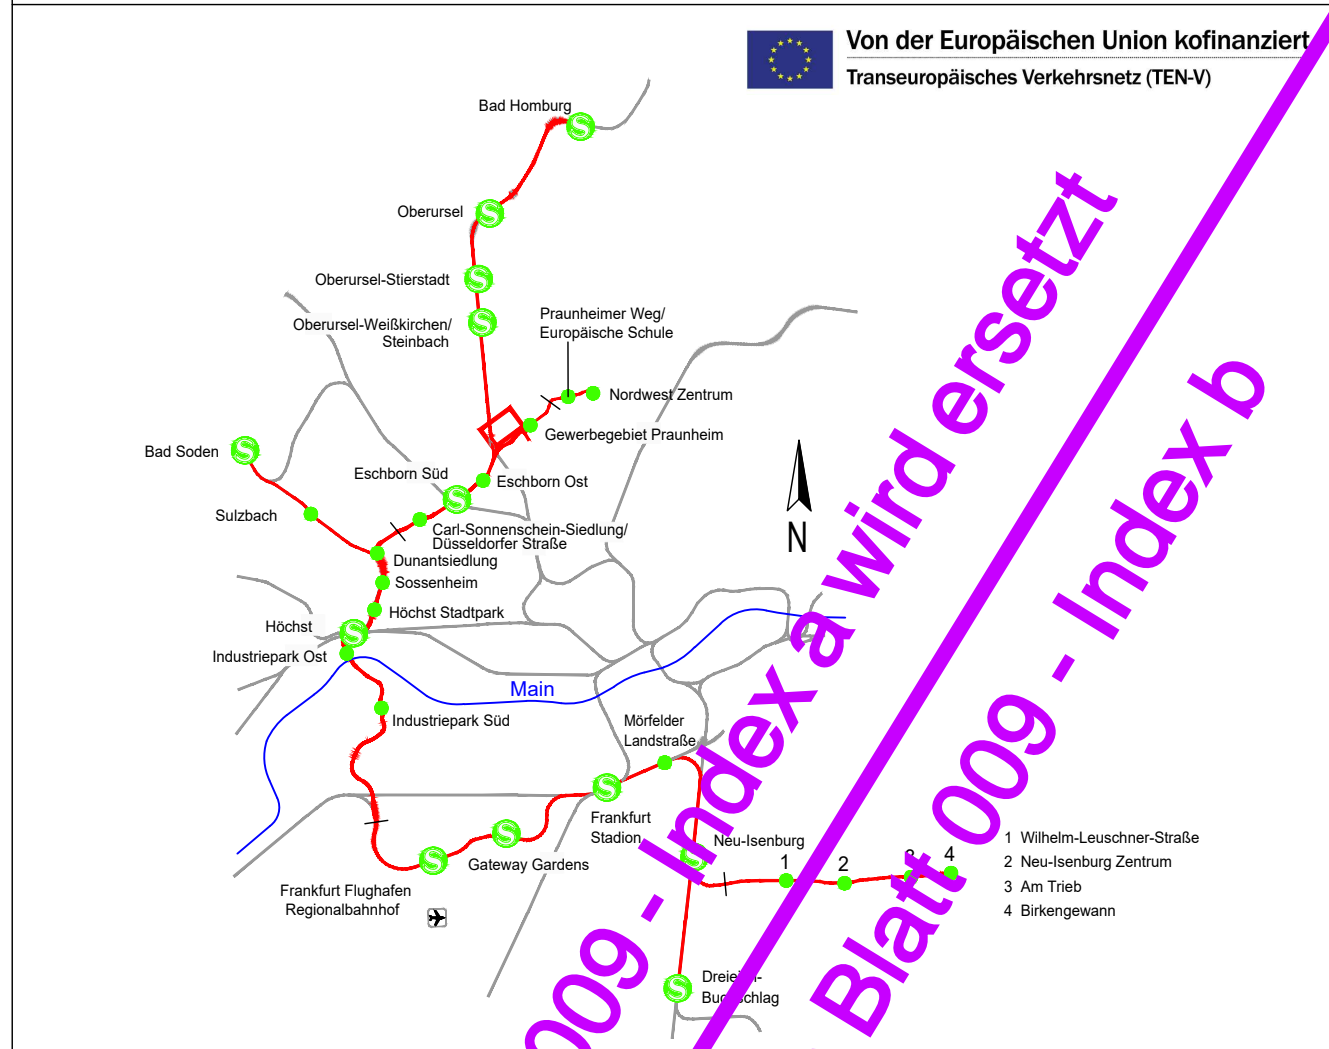 Von der Europäischen Union kofinanziert
Transeuropäisches Verkehrsnetz (TEN-V)
Bad Homburg
Oberursel
Oberursel-Stierstadt
Oberursel-Weißkirchen/
Steinbach
Praunheimer Weg/
Europäische Schule
Nordwest Zentrum
Gewerbegebiet Praunheim
Bad Soden
Eschborn Süd
Eschborn Ost
Sulzbach
Carl-Sonnenschein-Siedlung/
Düsseldorfer Straße
Dunantsiedlung
Sossenheim
Höchst Stadtpark
Höchst
Industriepark Ost
N
Main
Industriepark Süd
Mörfelder
Landstraße
Frankfurt
Stadion
Gateway Gardens
Neu-Isenburg
Frankfurt Flughafen
Regionalbahnhof
1
2
3
4
1 Wilhelm-Leuschner-Straße
2 Neu-Isenburg Zentrum
3 Am Trieb
4 Birkengewann
Dreieich-
Buchschlag
009 - Index a wird ersetzt
Blatt 009 - Index b
S
S
S
S
S
S
S
S
S
S
S
S